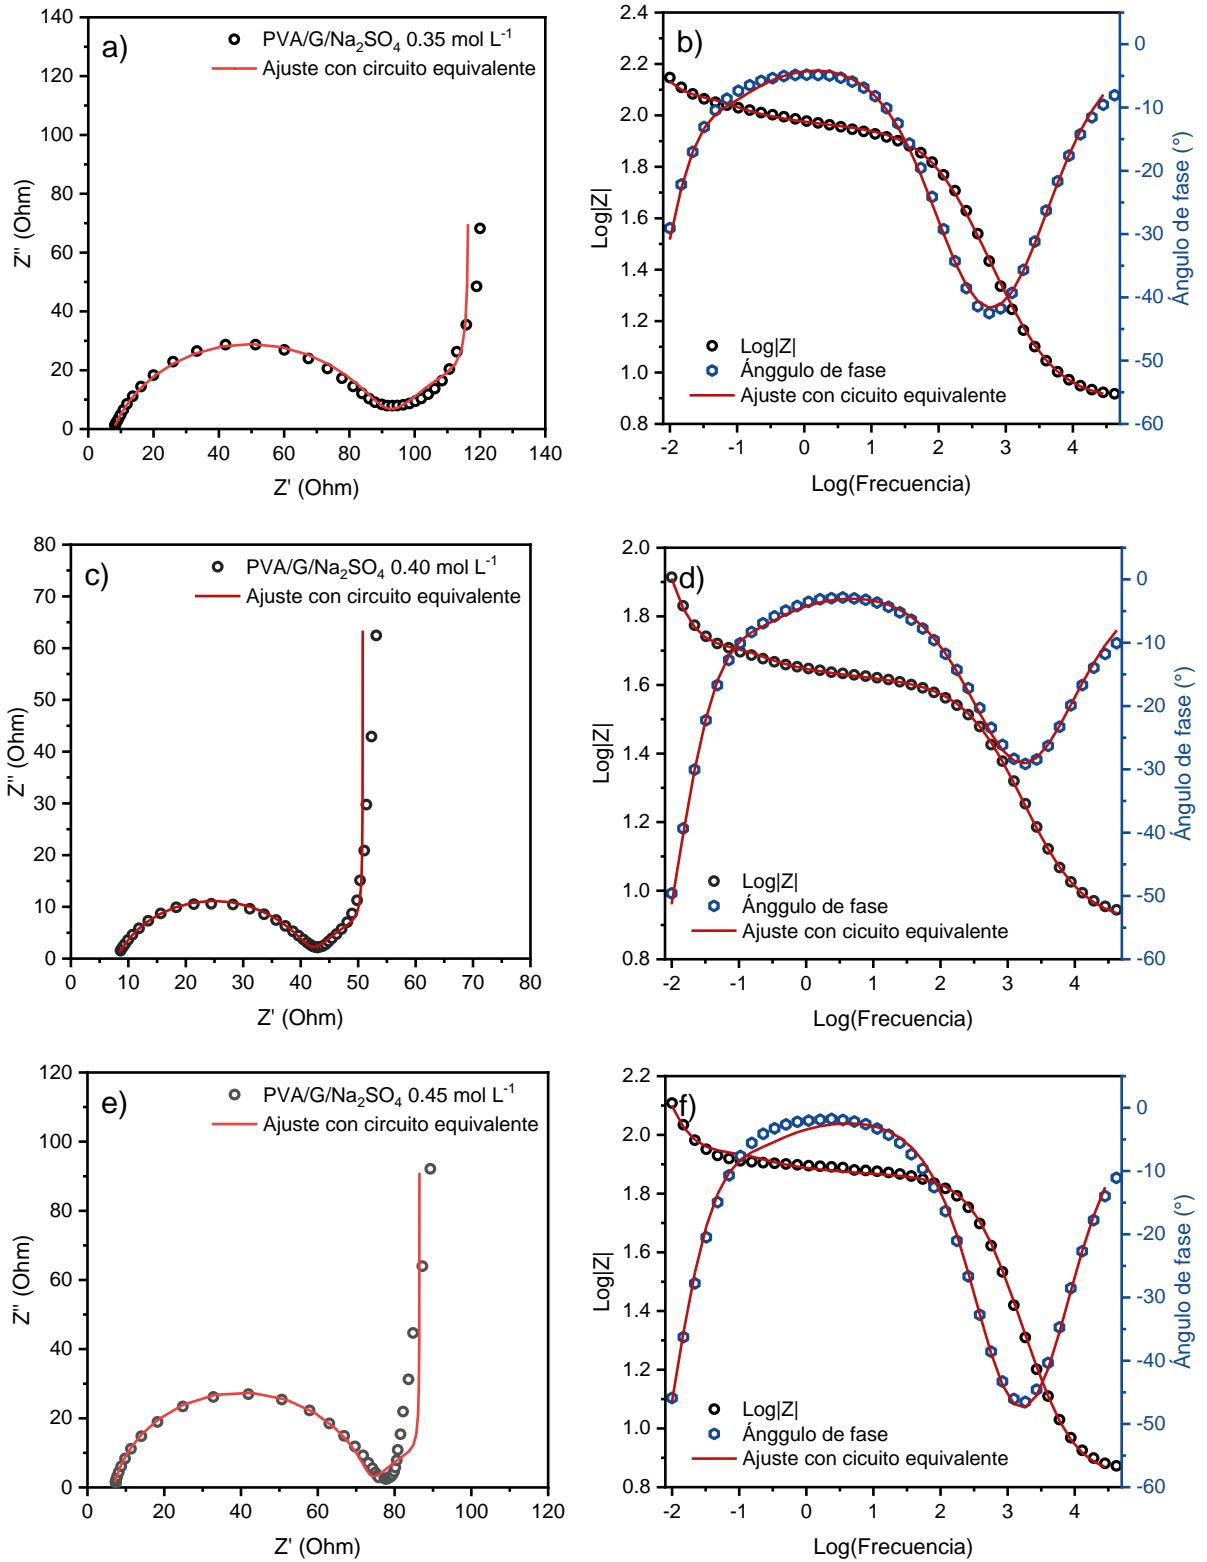 a)
PVA/G/Na₂SO₄ 0.35 mol L⁻¹
Ajuste con circuito equivalente
140
120
100
80
60
40
20
0
Z'' (Ohm)
0 20 40 60 80 100 120 140
Z' (Ohm)
b)
2.4
2.2
2.0
1.8
1.6
1.4
1.2
1.0
0.8
Log|Z|
0
-10
-20
-30
-40
-50
-60
Ángulo de fase (°)
Log|Z|
Ánggulo de fase
Ajuste con cicuito equivalente
-2 -1 0 1 2 3 4
Log(Frecuencia)
c)
PVA/G/Na₂SO₄ 0.40 mol L⁻¹
Ajuste con circuito equivalente
80
70
60
50
40
30
20
10
0
Z'' (Ohm)
0 10 20 30 40 50 60 70 80
Z' (Ohm)
d)
2.0
1.8
1.6
1.4
1.2
1.0
0.8
Log|Z|
0
-10
-20
-30
-40
-50
-60
Ángulo de fase (°)
Log|Z|
Ánggulo de fase
Ajuste con cicuito equivalente
-2 -1 0 1 2 3 4
Log(Frecuencia)
e)
PVA/G/Na₂SO₄ 0.45 mol L⁻¹
Ajuste con circuito equivalente
120
100
80
60
40
20
0
Z'' (Ohm)
0 20 40 60 80 100 120
Z' (Ohm)
f)
2.2
2.0
1.8
1.6
1.4
1.2
1.0
0.8
Log|Z|
0
-10
-20
-30
-40
-50
-60
Ángulo de fase (°)
Log|Z|
Ánggulo de fase
Ajuste con cicuito equivalente
-2 -1 0 1 2 3 4
Log(Frecuencia)